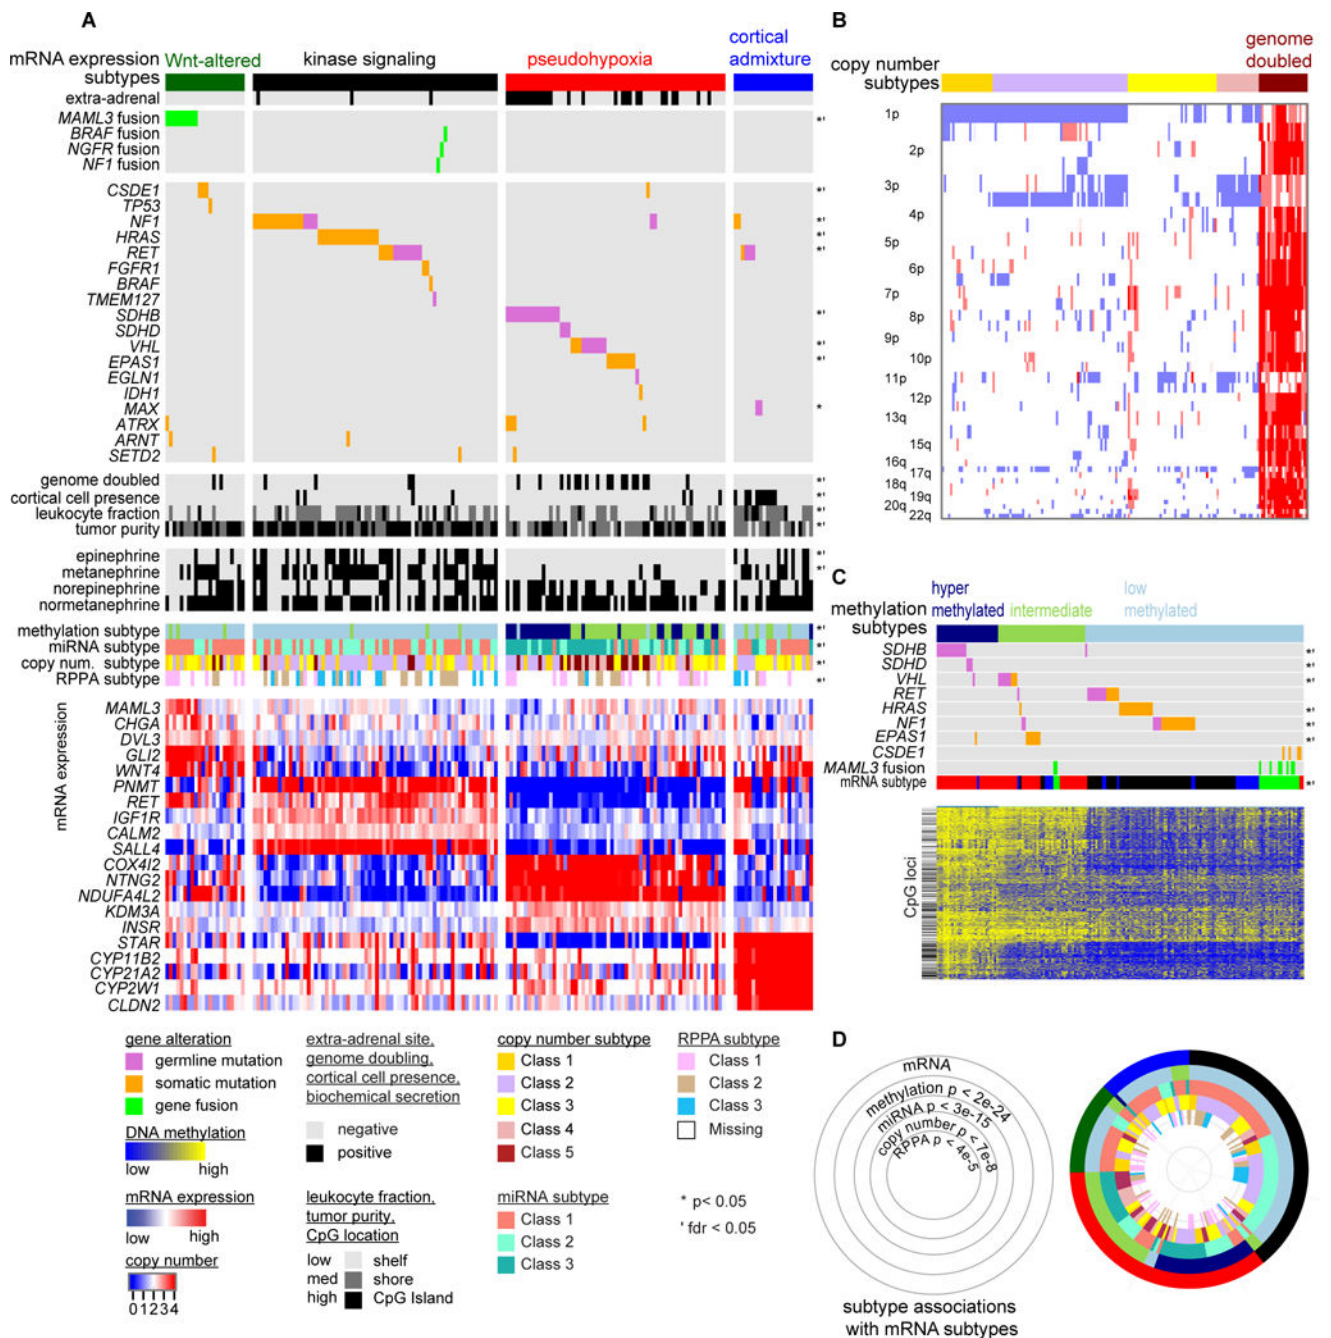 A
mRNA expression
subtypes
Wnt-altered
kinase signaling
pseudohypoxia
cortical
admixture
extra-adrenal
MAML3 fusion *'
BRAF fusion
NGFR fusion
NF1 fusion
CSDE1 *'
TP53
NF1 *'
HRAS *'
RET *'
FGFR1
BRAF
TMEM127
SDHB *'
SDHD
VHL *'
EPAS1 *'
EGLN1
IDH1
MAX *
ATRX
ARNT
SETD2
genome doubled *'
cortical cell presence *'
leukocyte fraction *'
tumor purity *'
epinephrine *'
metanephrine *'
norepinephrine
normetanephrine
methylation subtype *'
miRNA subtype *'
copy num. subtype *'
RPPA subtype *'
mRNA expression
MAML3
CHGA
DVL3
GLI2
WNT4
PNMT
RET
IGF1R
CALM2
SALL4
COX4I2
NTNG2
NDUFA4L2
KDM3A
INSR
STAR
CYP11B2
CYP21A2
CYP2W1
CLDN2
gene alteration
germline mutation
somatic mutation
gene fusion
DNA methylation
low high
mRNA expression
low high
copy number
0 1 2 3 4
extra-adrenal site,
genome doubling,
cortical cell presence,
biochemical secretion
negative
positive
leukocyte fraction,
tumor purity,
CpG location
low shelf
med shore
high CpG Island
copy number subtype
Class 1
Class 2
Class 3
Class 4
Class 5
miRNA subtype
Class 1
Class 2
Class 3
RPPA subtype
Class 1
Class 2
Class 3
Missing
* p< 0.05
' fdr < 0.05
B
copy number
subtypes
genome
doubled
1p
2p
3p
4p
5p
6p
7p
8p
9p
10p
11p
12p
13q
15q
16q
17q
18q
19q
20q
22q
C
methylation
subtypes
hyper
methylated
intermediate
low
methylated
SDHB *'
SDHD *'
VHL *'
RET
HRAS *'
NF1 *'
EPAS1 *'
CSDE1
MAML3 fusion
mRNA subtype *'
CpG loci
D
mRNA
methylation p < 2e-24
miRNA p < 3e-15
copy number p < 7e-8
RPPA p < 4e-5
subtype associations
with mRNA subtypes